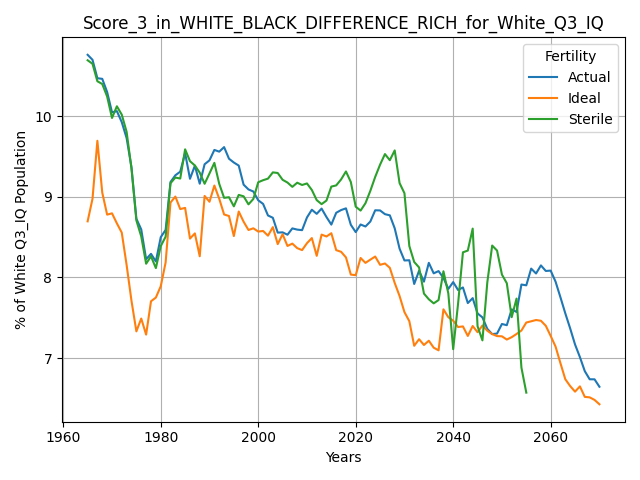 Score_3_in_WHITE_BLACK_DIFFERENCE_RICH_for_White_Q3_IQ
Fertility
Actual
Ideal
Sterile
% of White Q3_IQ Population
10
9
8
7
1960
1980
2000
2020
2040
2060
Years